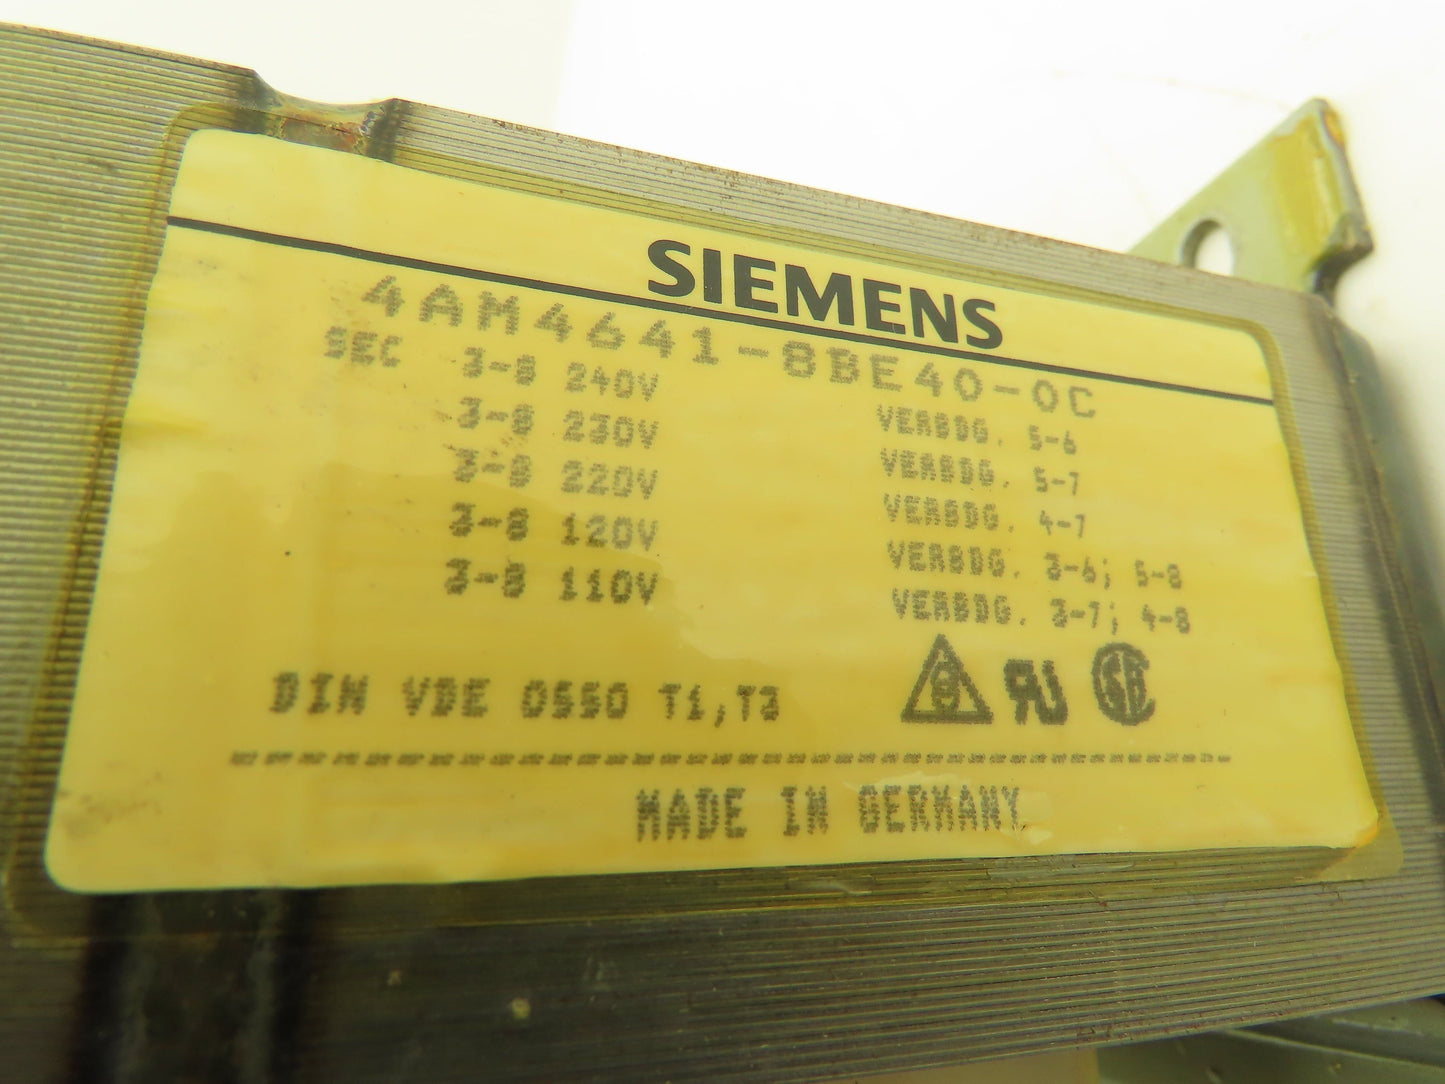 SIEMENS
4AM4641-8BE40-0C
SEC 3-8 240V VERBDG. 5-6
3-8 230V VERBDG. 5-7
3-8 220V VERBDG. 4-7
3-8 120V VERBDG. 3-6; 5-8
3-8 110V VERBDG. 3-7; 4-8
DIN VDE 0550 T1,T3
MADE IN GERMANY